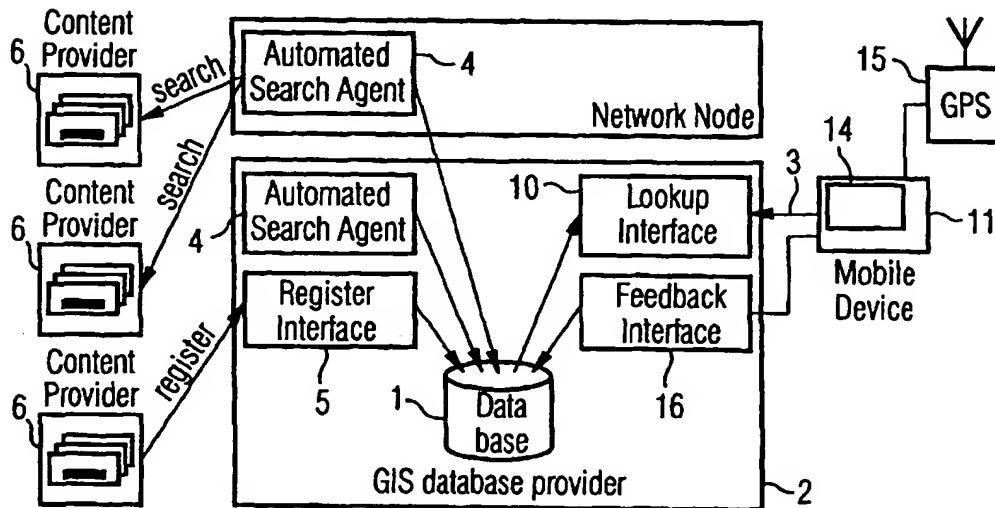 Content
Provider
6
search
Automated
Search Agent
4
Network Node
15
GPS
Content
Provider
6
search
4
Automated
Search Agent
10
Lookup
Interface
3
14
11
Mobile
Device
Register
Interface
5
Feedback
Interface
16
Content
Provider
6
register
1
Data
base
GIS database provider
2